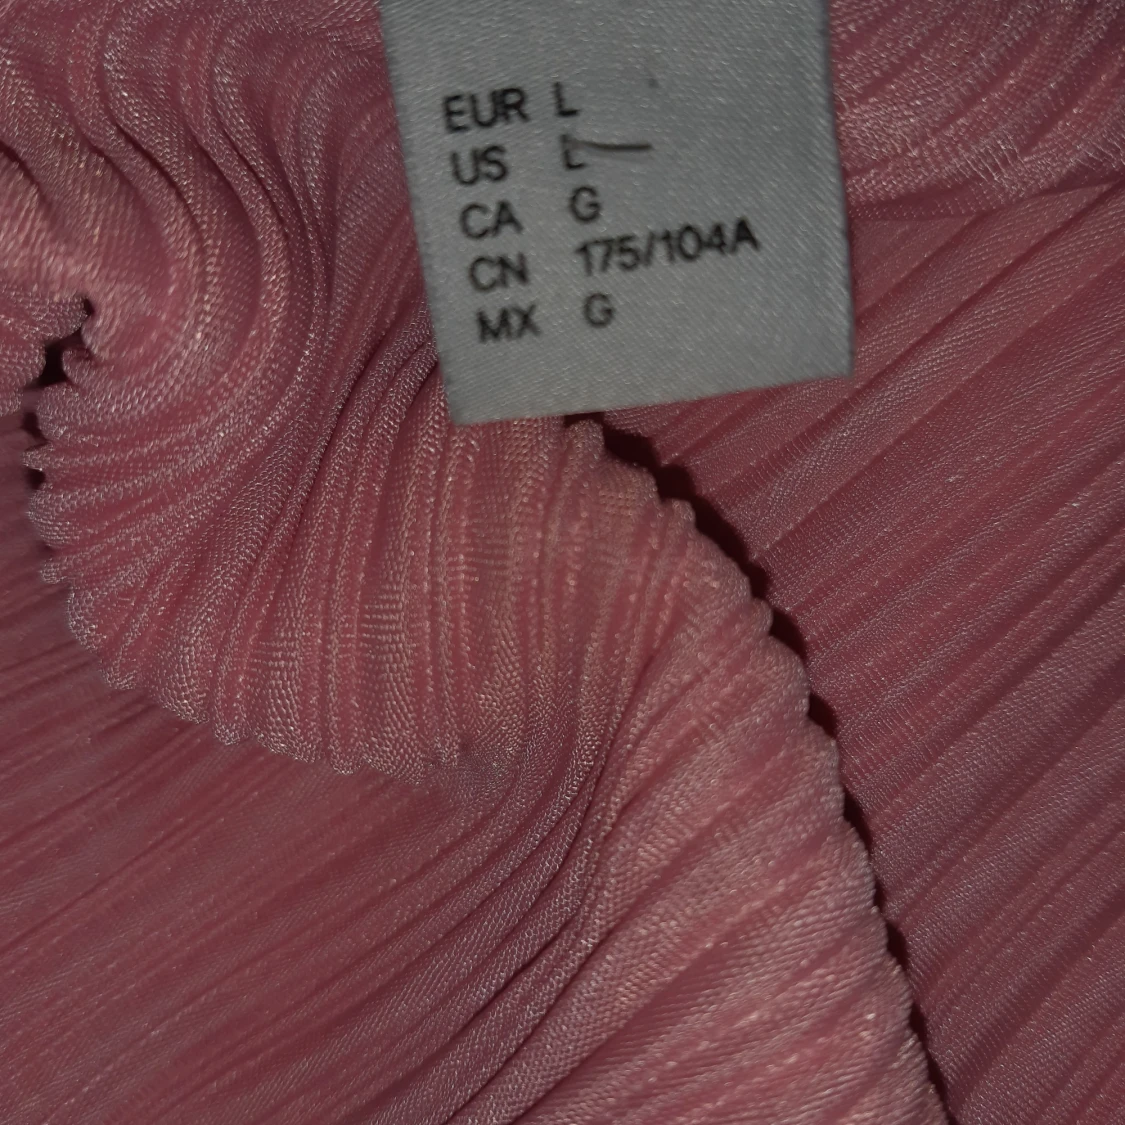 EUR L
US L
CA G
CN 175/104A
MX G